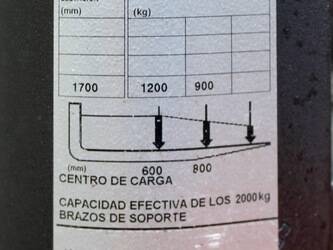 (mm) (kg)
1700 1200 900
(mm) 600 800
CENTRO DE CARGA
CAPACIDAD EFECTIVA DE LOS 2000kg
BRAZOS DE SOPORTE